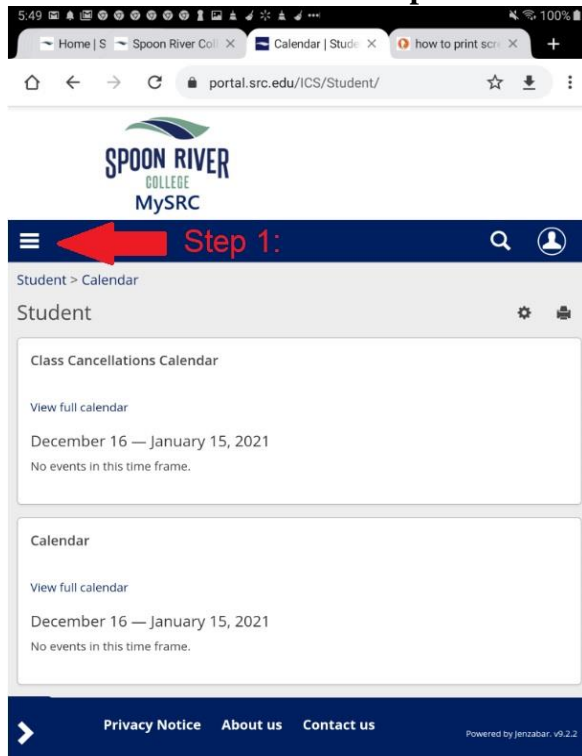 5:49 100%
Home | S Spoon River Coll Calendar | Stude how to print scre
portal.src.edu/ICS/Student/
SPOON RIVER
COLLEGE
MySRC
Step 1:
Student > Calendar
Student
Class Cancellations Calendar
View full calendar
December 16 — January 15, 2021
No events in this time frame.
Calendar
View full calendar
December 16 — January 15, 2021
No events in this time frame.
Privacy Notice About us Contact us Powered by Jenzabar. v9.2.2